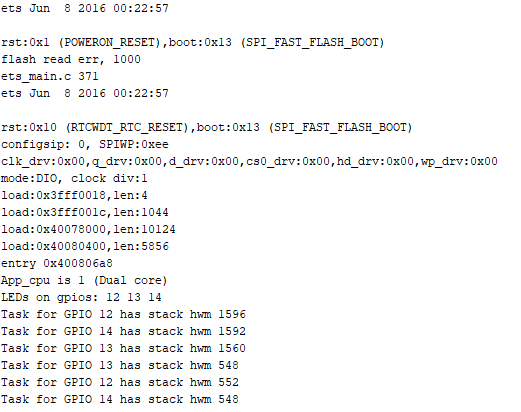 ets Jun  8 2016 00:22:57

rst:0x1 (POWERON_RESET),boot:0x13 (SPI_FAST_FLASH_BOOT)
flash read err, 1000
ets_main.c 371
ets Jun  8 2016 00:22:57

rst:0x10 (RTCWDT_RTC_RESET),boot:0x13 (SPI_FAST_FLASH_BOOT)
configsip: 0, SPIWP:0xee
clk_drv:0x00,q_drv:0x00,d_drv:0x00,cs0_drv:0x00,hd_drv:0x00,wp_drv:0x00
mode:DIO, clock div:1
load:0x3fff0018,len:4
load:0x3fff001c,len:1044
load:0x40078000,len:10124
load:0x40080400,len:5856
entry 0x400806a8
App_cpu is 1 (Dual core)
LEDs on gpios: 12 13 14
Task for GPIO 12 has stack hwm 1596
Task for GPIO 14 has stack hwm 1592
Task for GPIO 13 has stack hwm 1560
Task for GPIO 13 has stack hwm 548
Task for GPIO 12 has stack hwm 552
Task for GPIO 14 has stack hwm 548